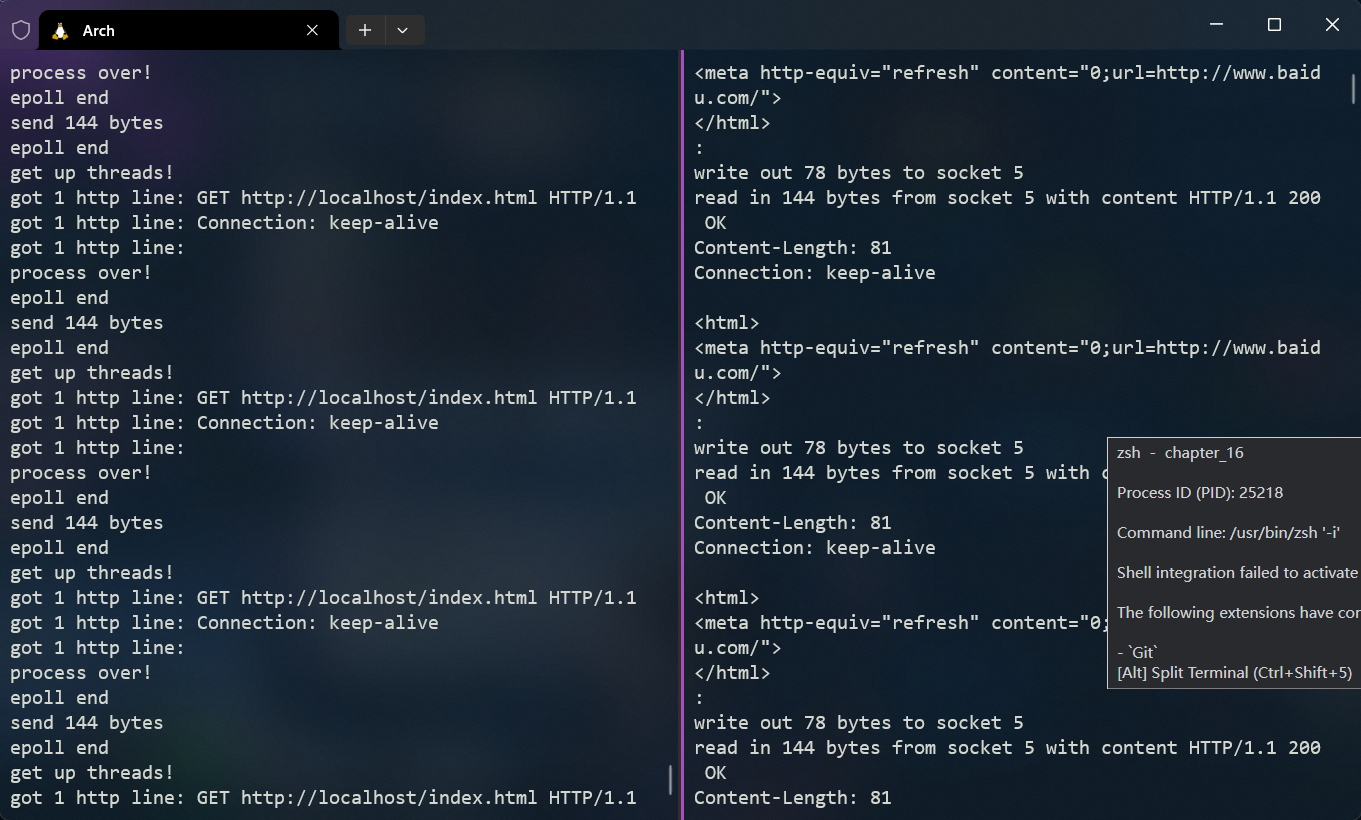 Arch
process over!
epoll end
send 144 bytes
epoll end
get up threads!
got 1 http line: GET http://localhost/index.html HTTP/1.1
got 1 http line: Connection: keep-alive
got 1 http line:
process over!
epoll end
send 144 bytes
epoll end
get up threads!
got 1 http line: GET http://localhost/index.html HTTP/1.1
got 1 http line: Connection: keep-alive
got 1 http line:
process over!
epoll end
send 144 bytes
epoll end
get up threads!
got 1 http line: GET http://localhost/index.html HTTP/1.1
got 1 http line: Connection: keep-alive
got 1 http line:
process over!
epoll end
send 144 bytes
epoll end
get up threads!
got 1 http line: GET http://localhost/index.html HTTP/1.1
<meta http-equiv="refresh" content="0;url=http://www.baid
u.com/">
</html>
:
write out 78 bytes to socket 5
read in 144 bytes from socket 5 with content HTTP/1.1 200
 OK
Content-Length: 81
Connection: keep-alive

<html>
<meta http-equiv="refresh" content="0;url=http://www.baid
u.com/">
</html>
:
write out 78 bytes to socket 5
read in 144 bytes from socket 5 with
 OK
Content-Length: 81
Connection: keep-alive

<html>
<meta http-equiv="refresh" content="0;
u.com/">
</html>
:
write out 78 bytes to socket 5
read in 144 bytes from socket 5 with content HTTP/1.1 200
 OK
Content-Length: 81
zsh - chapter_16
Process ID (PID): 25218
Command line: /usr/bin/zsh '-i'
Shell integration failed to activate
The following extensions have
- `Git`
[Alt] Split Terminal (Ctrl+Shift+5)